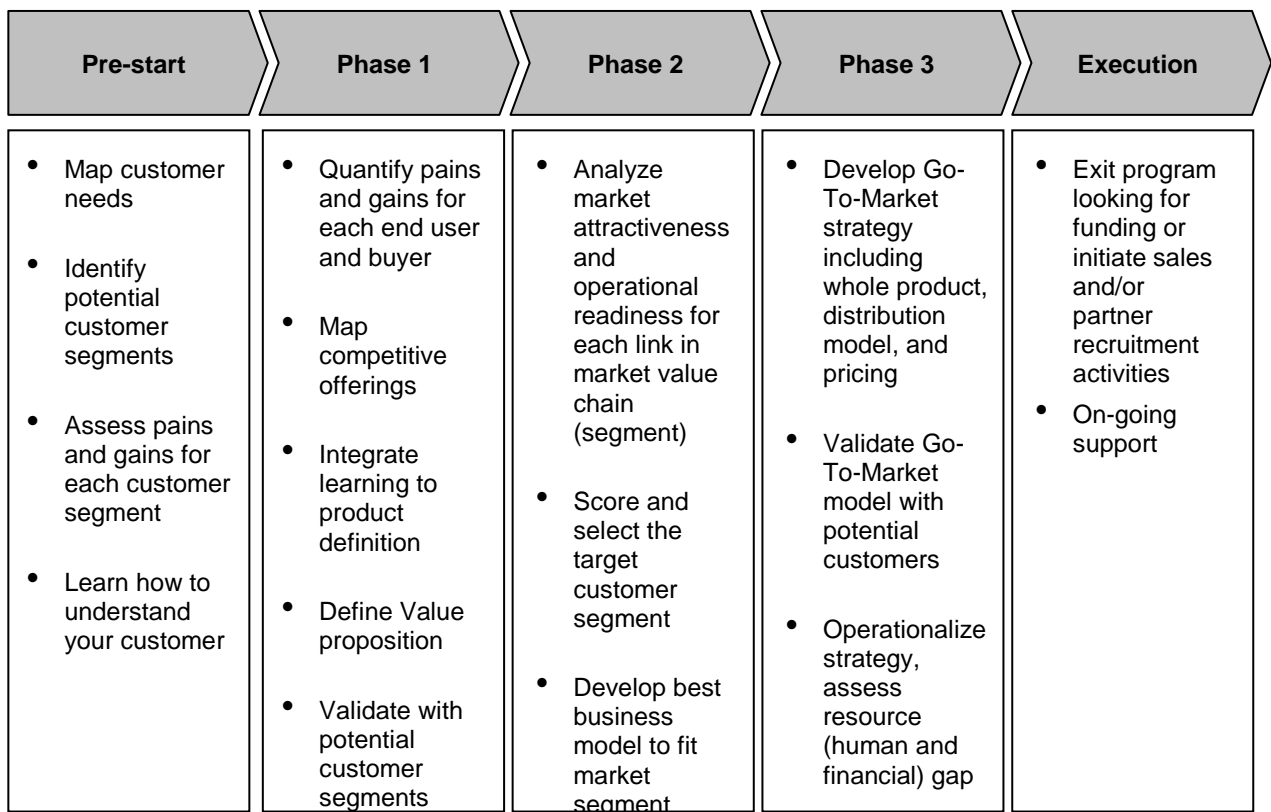 Pre-start
Phase 1
Phase 2
Phase 3
Execution
• Map customer
needs
• Identify
potential
customer
segments
• Assess pains
and gains for
each customer
segment
• Learn how to
understand
your customer
• Quantify pains
and gains for
each end user
and buyer
• Map
competitive
offerings
• Integrate
learning to
product
definition
• Define Value
proposition
• Validate with
potential
customer
segments
• Analyze
market
attractiveness
and
operational
readiness for
each link in
market value
chain
(segment)
• Score and
select the
target
customer
segment
• Develop best
business
model to fit
market
segment
• Develop Go-
To-Market
strategy
including
whole product,
distribution
model, and
pricing
• Validate Go-
To-Market
model with
potential
customers
• Operationalize
strategy,
assess
resource
(human and
financial) gap
• Exit program
looking for
funding or
initiate sales
and/or
partner
recruitment
activities
• On-going
support